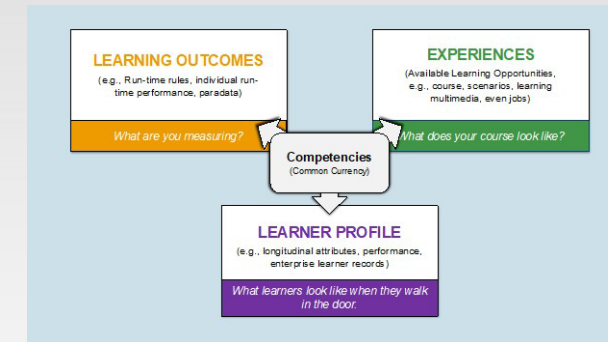 LEARNING OUTCOMES
(e.g., Run-time rules, individual run-
time performance, paradata)
What are you measuring?
EXPERIENCES
(Available Learning Opportunities,
e.g., course, scenarios, learning
multimedia, even jobs)
What does your course look like?
Competencies
(Common Currency)
LEARNER PROFILE
(e.g., longitudinal attributes, performance,
enterprise learner records)
What learners look like when they walk
in the door.